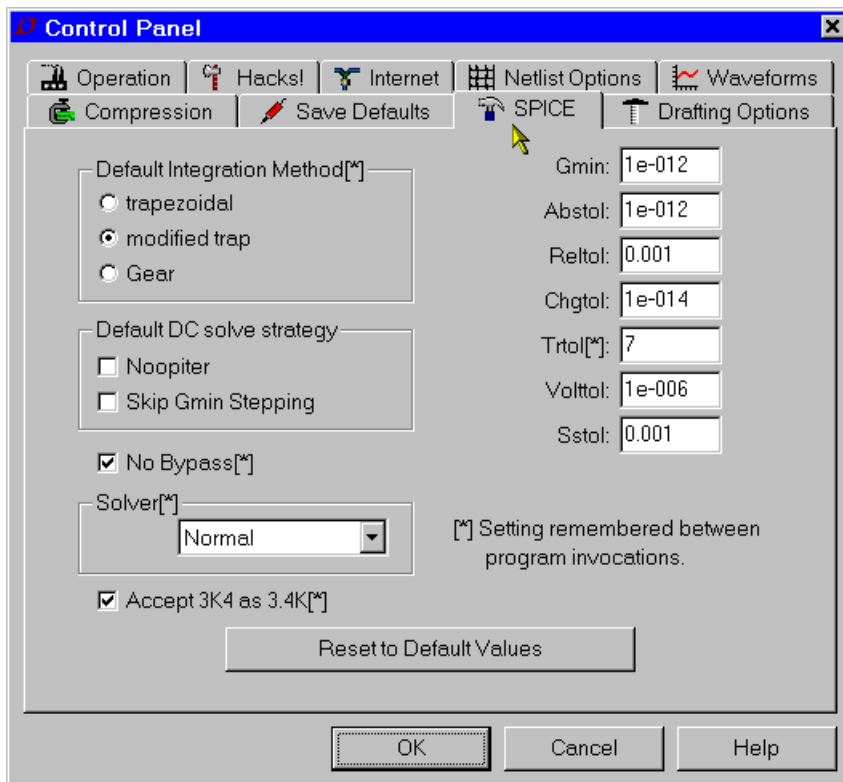 Control Panel
Operation
Hacks!
Internet
Netlist Options
Waveforms
Compression
Save Defaults
SPICE
Drafting Options
Default Integration Method[*]
trapezoidal
modified trap
Gear
Default DC solve strategy
Noopiter
Skip Gmin Stepping
No Bypass[*]
Solver[*]
Normal
Accept 3K4 as 3.4K[*]
Gmin: 1e-012
Abstol: 1e-012
Reltol: 0.001
Chgtol: 1e-014
Trtol[*]: 7
Volttol: 1e-006
Sstol: 0.001
[*] Setting remembered between
program invocations.
Reset to Default Values
OK
Cancel
Help